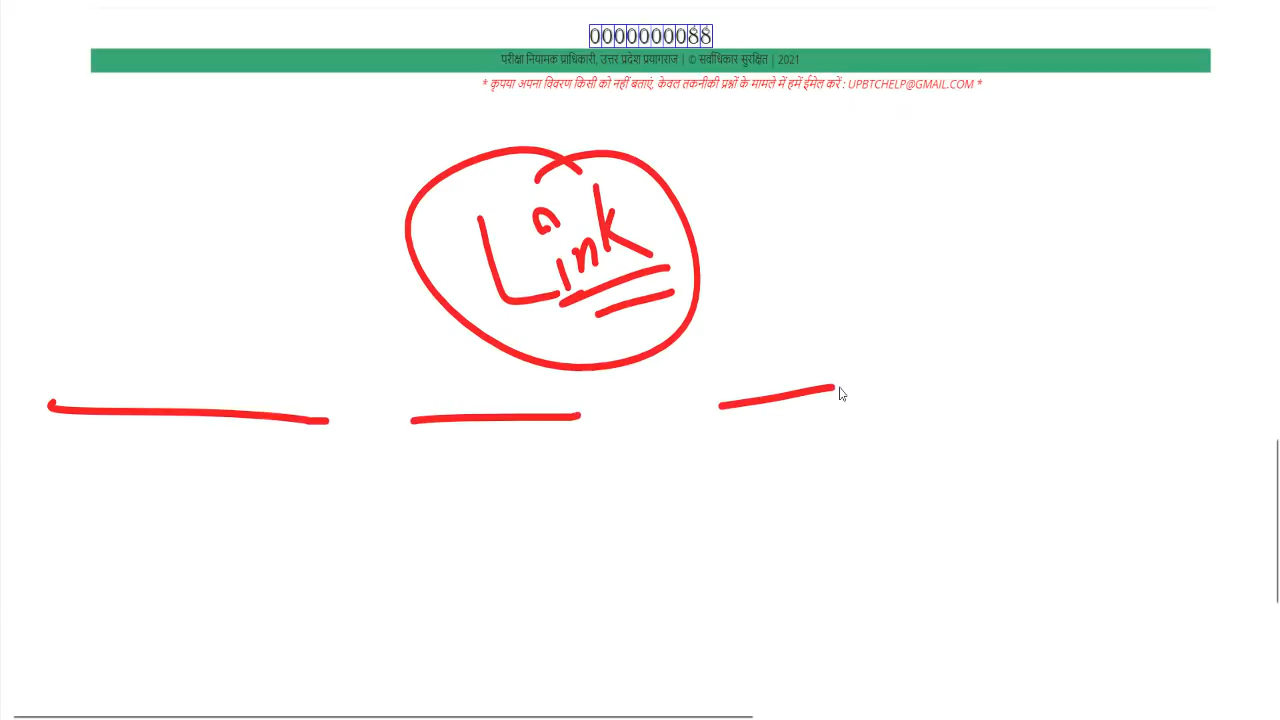 0000000088
परीक्षा नियामक प्राधिकारी, उत्तर प्रदेश प्रयागराज | © सर्वाधिकार सुरक्षित | 2021
* कृपया अपना विवरण किसी को नहीं बताएं, केवल तकनीकी प्रश्नों के मामले में हमें ईमेल करें : UPBTCHELP@GMAIL.COM *
Link